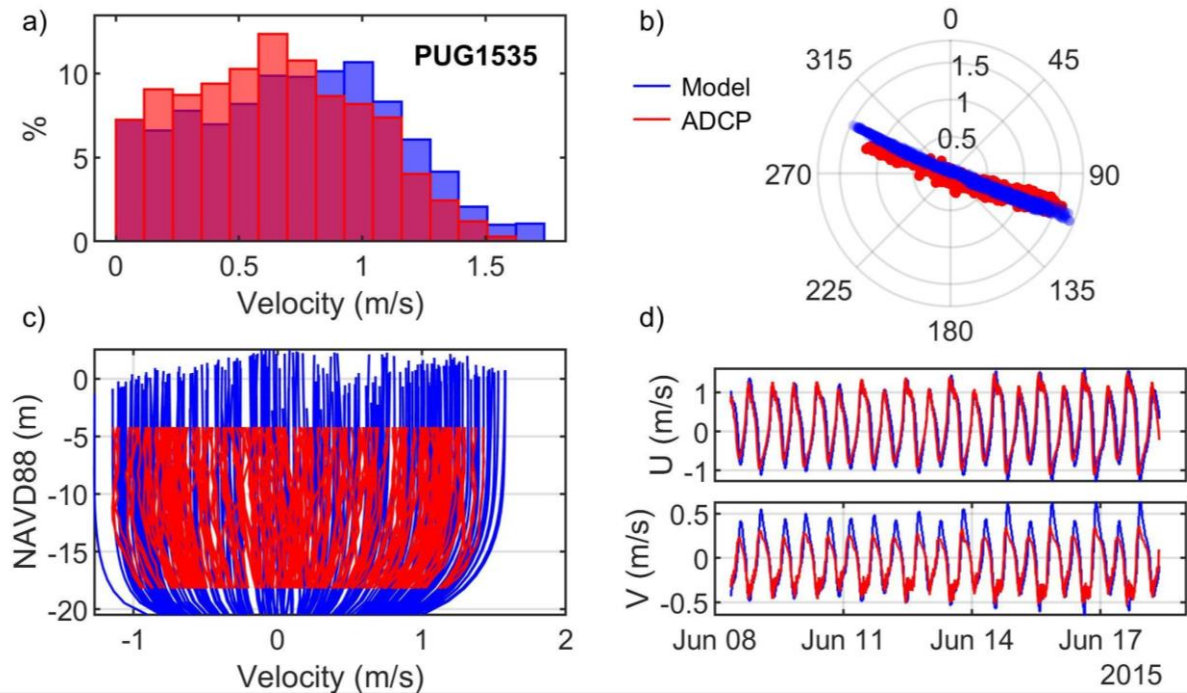 a)
PUG1535
%
10
5
0
0
0.5
1
1.5
Velocity (m/s)
b)
0
45
90
135
180
225
270
315
1.5
1
0.5
Model
ADCP
c)
NAVD88 (m)
0
-5
-10
-15
-20
-1
0
1
2
Velocity (m/s)
d)
U (m/s)
1
0
-1
V (m/s)
0.5
0
-0.5
Jun 08
Jun 11
Jun 14
Jun 17
2015